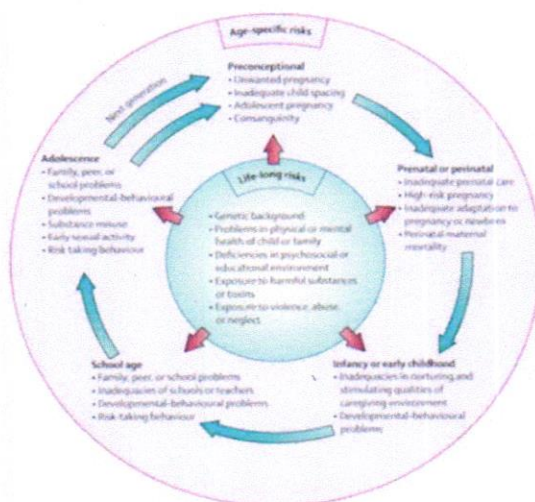 Age-specific risks
Preconceptional
• Unwanted pregnancy
• Inadequate child spacing
• Adolescent pregnancy
• Consanguinity
Next generation
Adolescence
• Family, peer, or
school problems
• Developmental-behavioural
problems
• Substance misuse
• Early sexual activity
• Risk taking behaviour
Life-long risks
• Genetic background
• Problems in physical or mental
health of child or family
• Deficiencies in psychosocial or
educational environment
• Exposure to harmful substances
or toxins
• Exposure to violence, abuse,
or neglect
Prenatal or perinatal
• Inadequate prenatal care
• High-risk pregnancy
• Inadequate adaptation to
pregnancy or newborn
• Perinatal maternal
mortality
School age
• Family, peer, or school problems
• Inadequacies of schools or teachers
• Developmental-behavioural problems
• Risk-taking behaviour
Infancy or early childhood
• Inadequacies in nurturing and
stimulating qualities of
caregiving environment
• Developmental-behavioural
problems